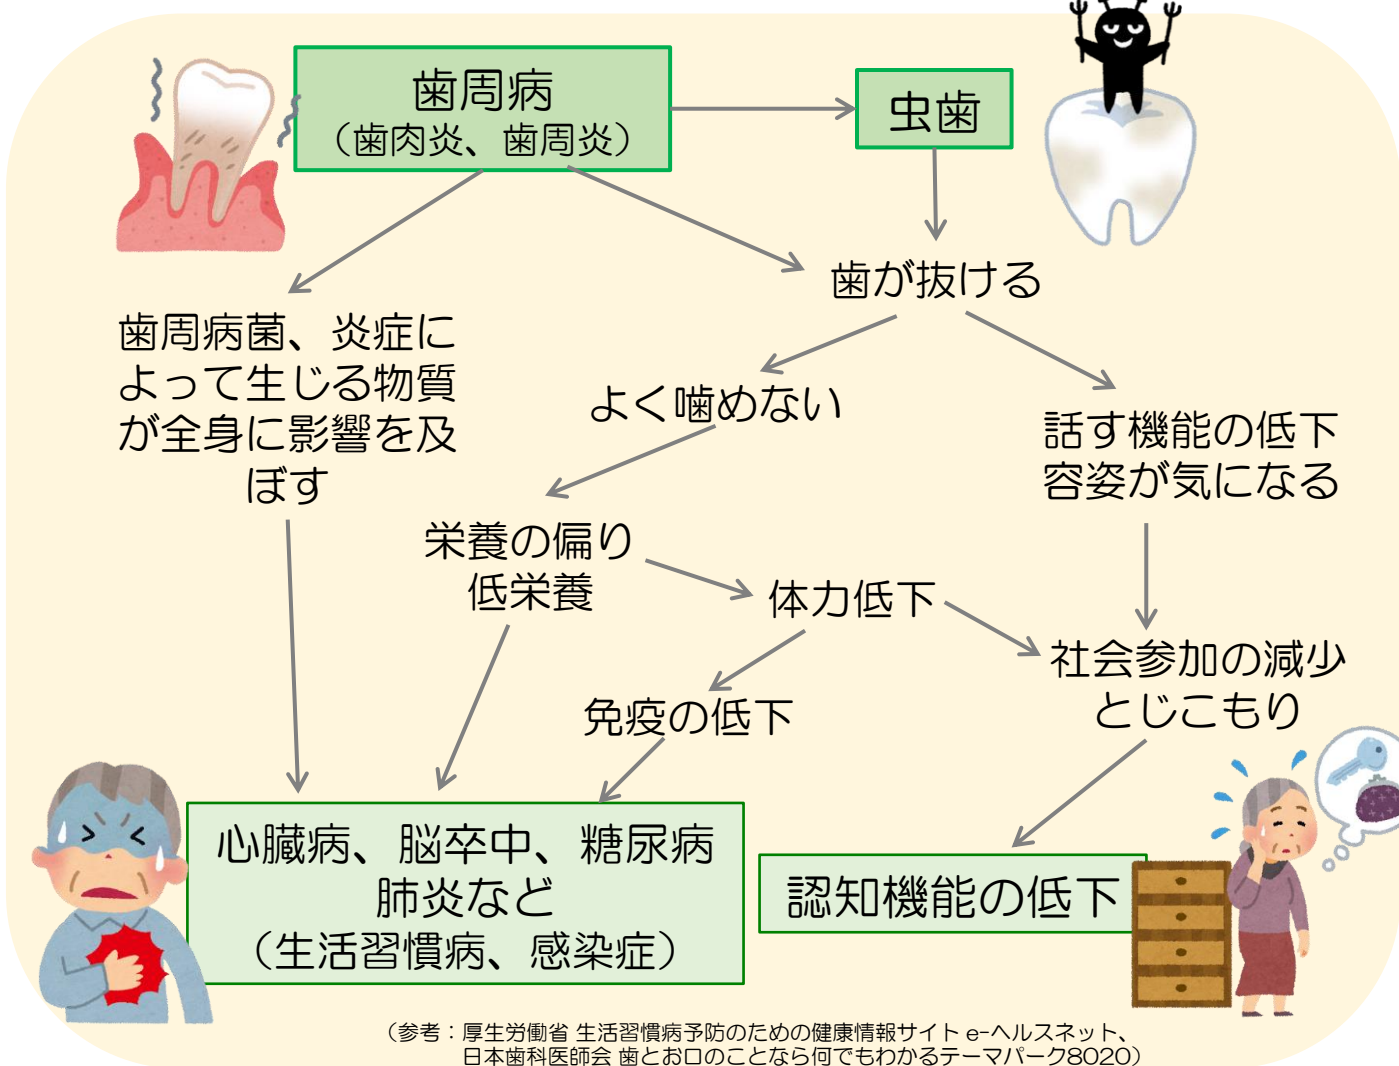 歯周病
（歯肉炎、歯周炎）
虫歯
歯が抜ける
歯周病菌、炎症に
よって生じる物質
が全身に影響を及
ぼす
よく噛めない
話す機能の低下
容姿が気になる
栄養の偏り
低栄養
体力低下
社会参加の減少
とじこもり
免疫の低下
心臓病、脳卒中、糖尿病
肺炎など
（生活習慣病、感染症）
認知機能の低下
（参考：厚生労働省 生活習慣病予防のための健康情報サイト e-ヘルスネット、
日本歯科医師会 歯とお口のことなら何でもわかるテーマパーク8020）